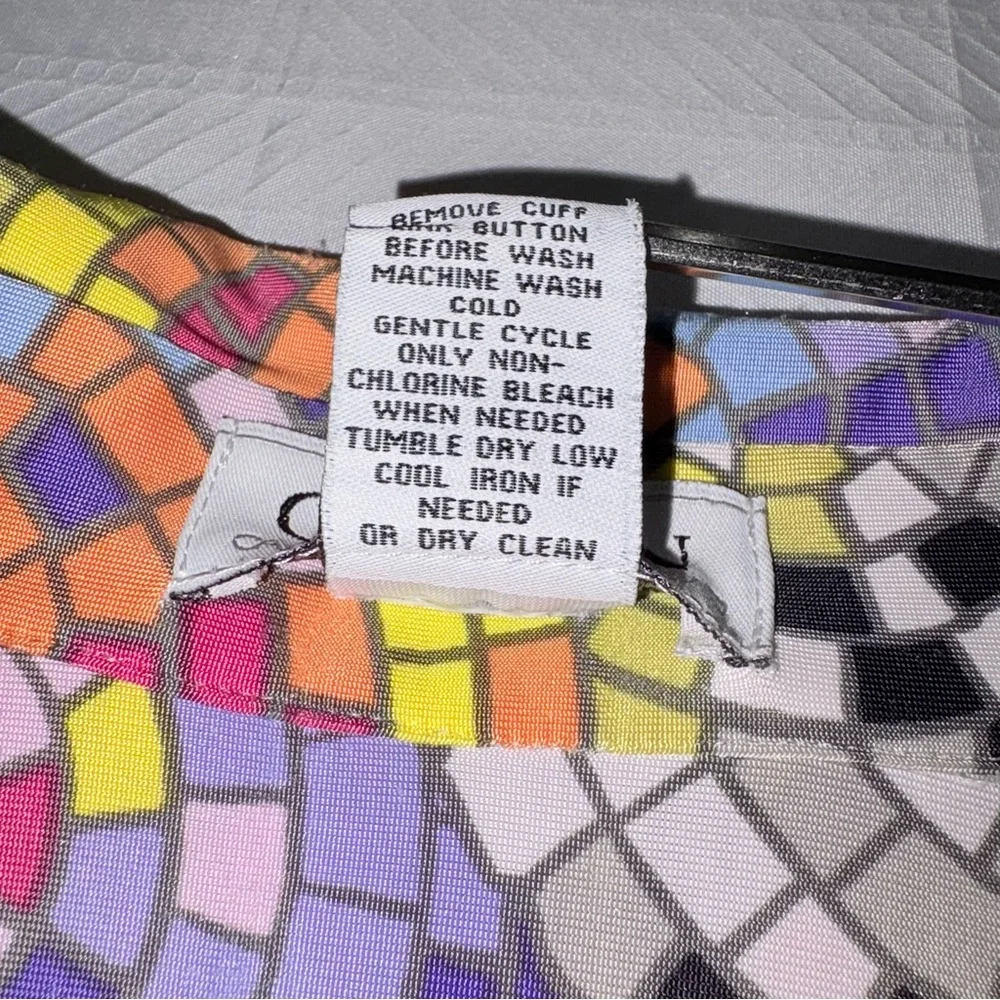 REMOVE CUFF
BUTTON
BEFORE WASH
MACHINE WASH
COLD
GENTLE CYCLE
ONLY NON-
CHLORINE BLEACH
WHEN NEEDED
TUMBLE DRY LOW
COOL IRON IF
NEEDED
OR DRY CLEAN